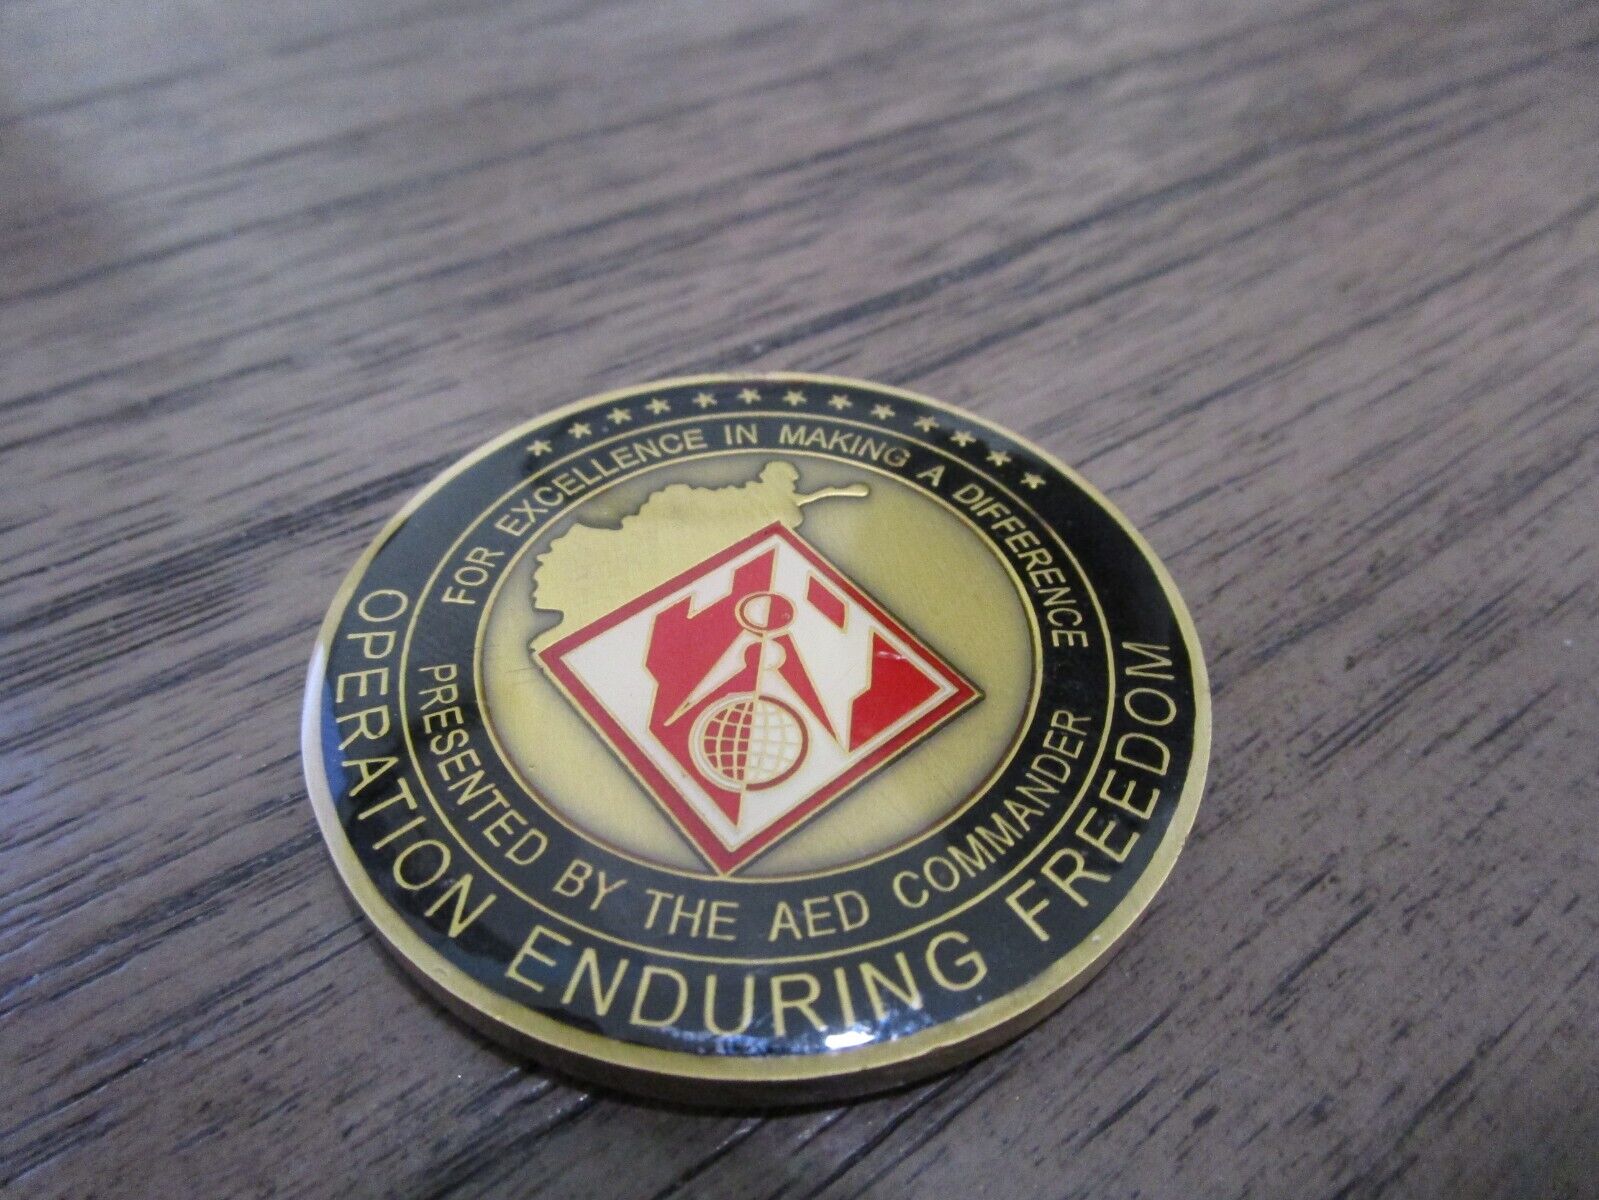 FOR EXCELLENCE IN MAKING A DIFFERENCE
PRESENTED BY THE AED COMMANDER
OPERATION ENDURING FREEDOM